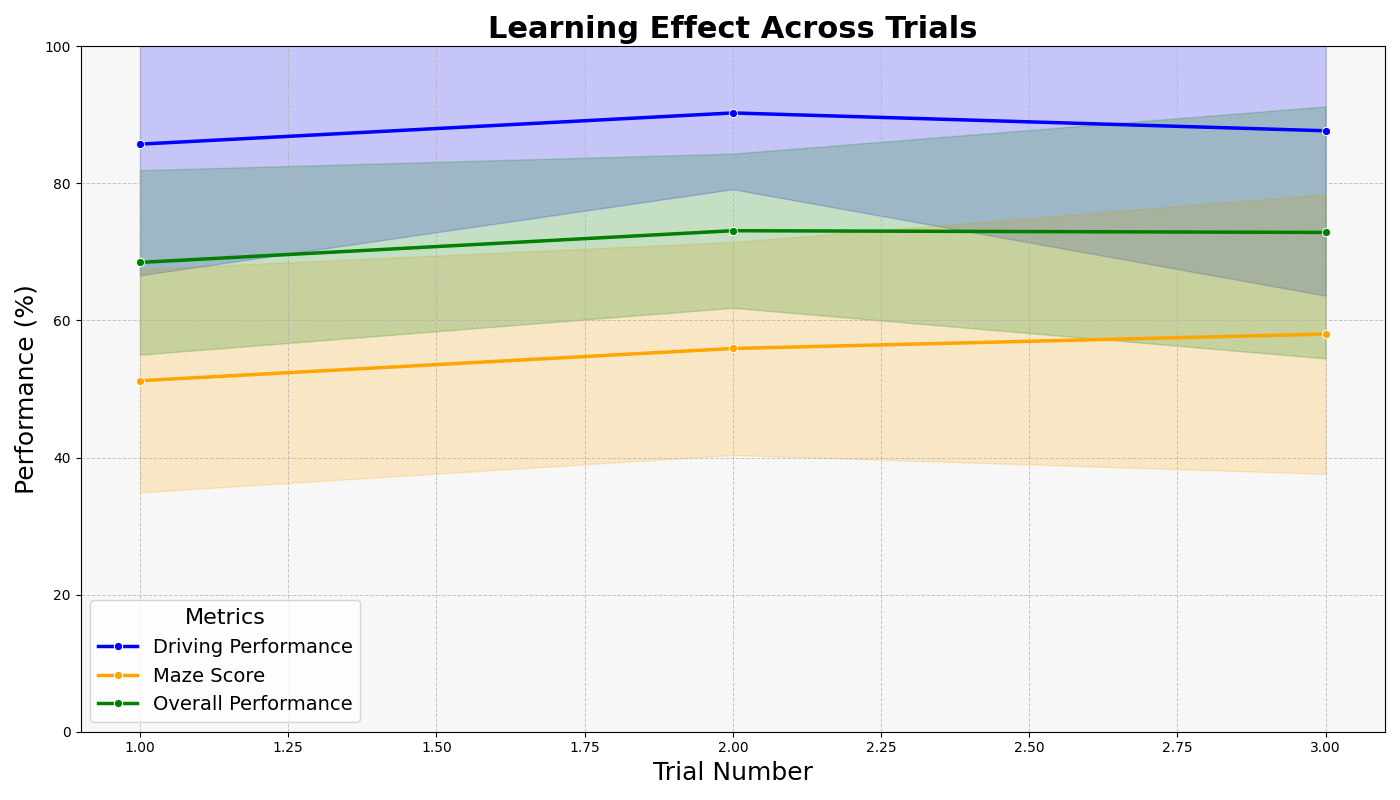 Learning Effect Across Trials
Performance (%)
100
80
60
40
20
0
Metrics
Driving Performance
Maze Score
Overall Performance
1.00 1.25 1.50 1.75 2.00 2.25 2.50 2.75 3.00
Trial Number